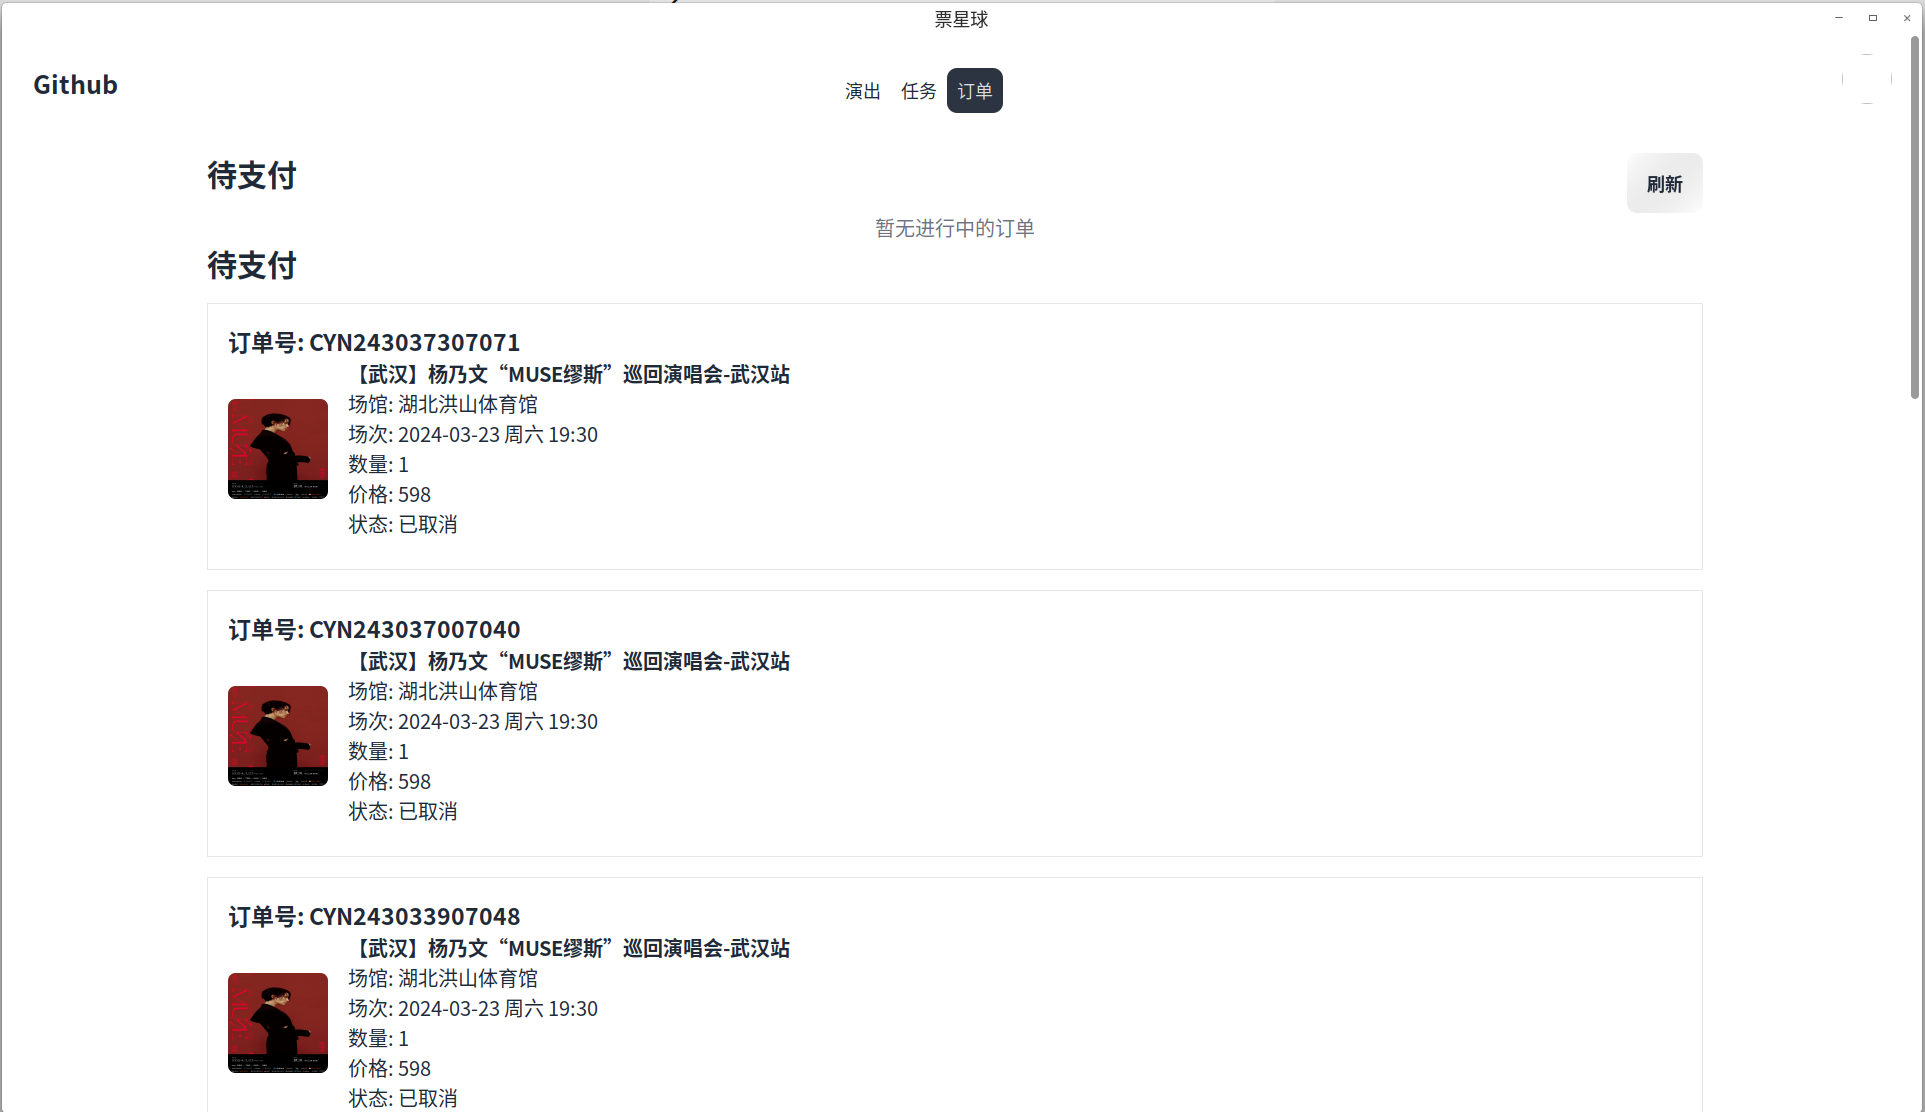 票星球
Github
演出 任务 订单
待支付
刷新
暂无进行中的订单
待支付
订单号: CYN243037307071
【武汉】杨乃文“MUSE缪斯”巡回演唱会-武汉站
场馆: 湖北洪山体育馆
场次: 2024-03-23 周六 19:30
数量: 1
价格: 598
状态: 已取消
订单号: CYN243037007040
【武汉】杨乃文“MUSE缪斯”巡回演唱会-武汉站
场馆: 湖北洪山体育馆
场次: 2024-03-23 周六 19:30
数量: 1
价格: 598
状态: 已取消
订单号: CYN243033907048
【武汉】杨乃文“MUSE缪斯”巡回演唱会-武汉站
场馆: 湖北洪山体育馆
场次: 2024-03-23 周六 19:30
数量: 1
价格: 598
状态: 已取消